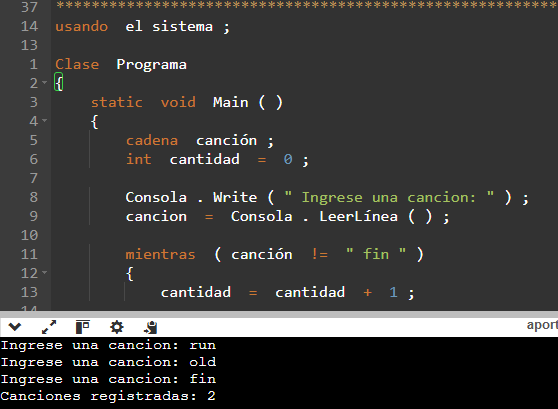 37 ************************************************************
14 usando el sistema ;
13
1 Clase Programa
2 {
3 static void Main ( )
4 {
5 cadena canción ;
6 int cantidad = 0 ;
7
8 Consola . Write ( " Ingrese una cancion: " ) ;
9 cancion = Consola . LeerLínea ( ) ;
10
11 mientras ( canción != " fin " )
12 {
13 cantidad = cantidad + 1 ;
aport
Ingrese una cancion: run
Ingrese una cancion: old
Ingrese una cancion: fin
Canciones registradas: 2